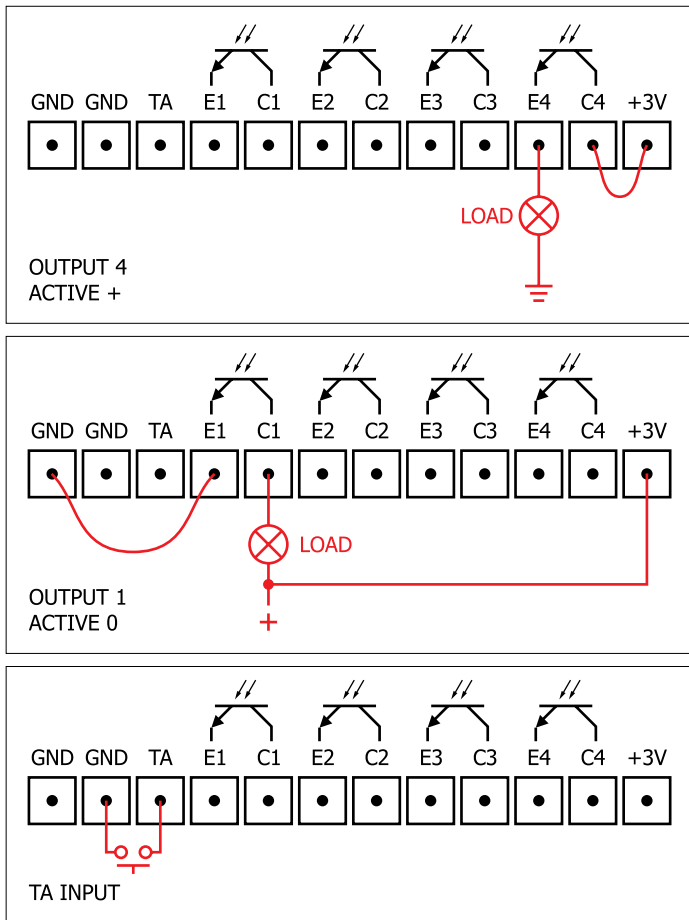 GND GND TA E1 C1 E2 C2 E3 C3 E4 C4 +3V
LOAD
OUTPUT 4
ACTIVE +
GND GND TA E1 C1 E2 C2 E3 C3 E4 C4 +3V
LOAD
OUTPUT 1
ACTIVE 0
+
GND GND TA E1 C1 E2 C2 E3 C3 E4 C4 +3V
TA INPUT